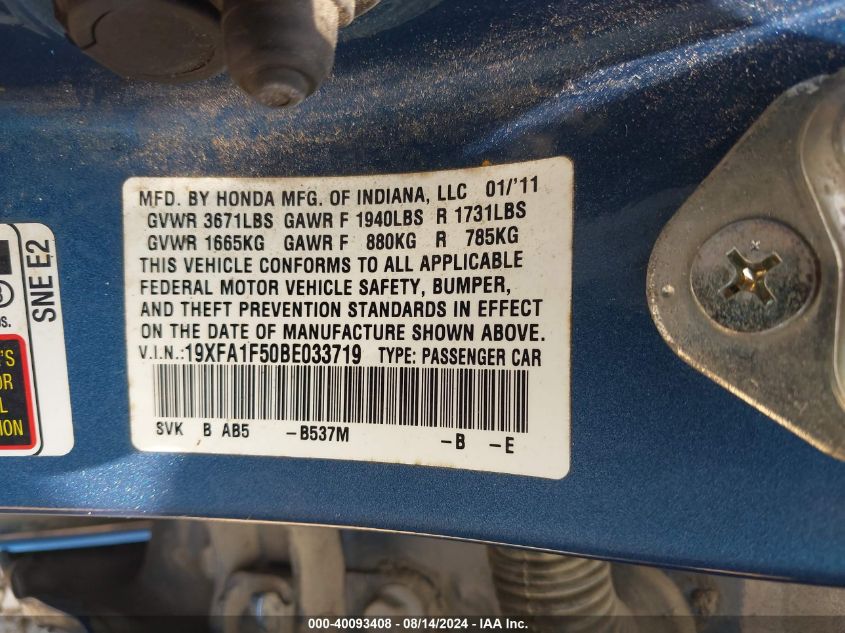 MFD. BY HONDA MFG. OF INDIANA, LLC 01/'11
GVWR 3671LBS GAWR F 1940LBS R 1731LBS
GVWR 1665KG GAWR F 880KG R 785KG
THIS VEHICLE CONFORMS TO ALL APPLICABLE
FEDERAL MOTOR VEHICLE SAFETY, BUMPER,
AND THEFT PREVENTION STANDARDS IN EFFECT
ON THE DATE OF MANUFACTURE SHOWN ABOVE.
V.I.N.:19XFA1F50BE033719 TYPE: PASSENGER CAR
SVK B AB5 -B537M -B -E
SNE E2
OS.
'S
OR
L
ION
000-40093408 - 08/14/2024 - IAA Inc.